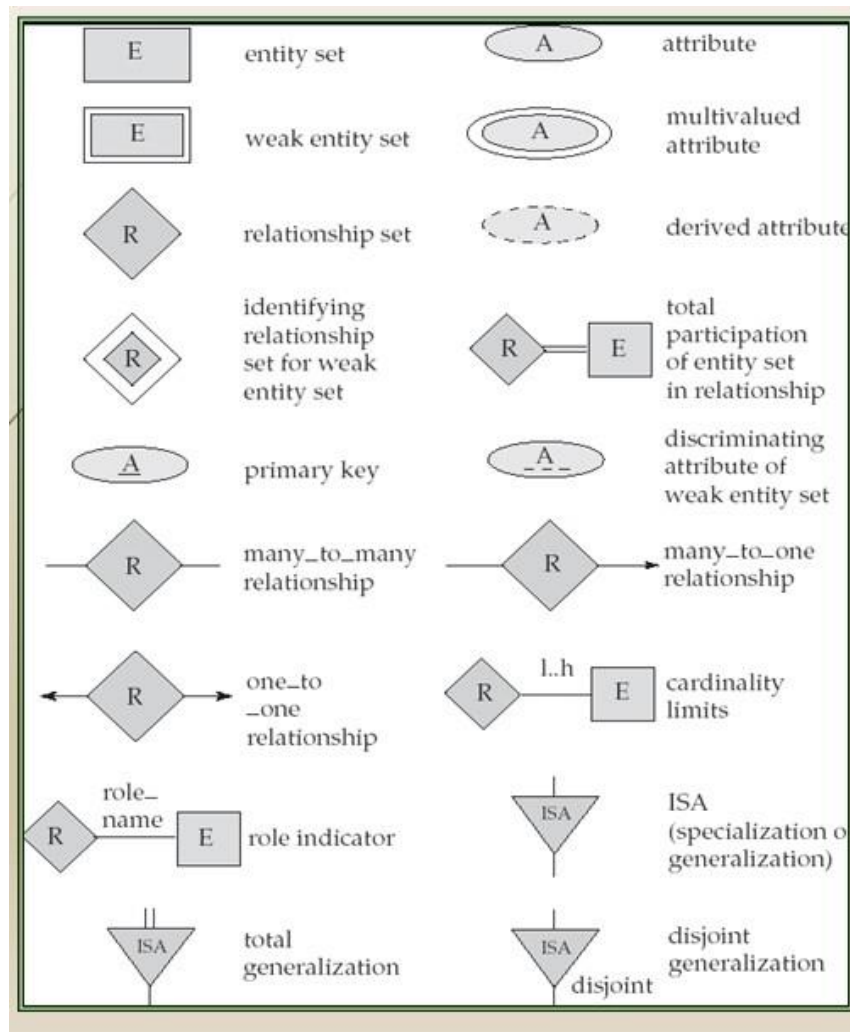 E
entity set
A
attribute
E
weak entity set
A
multivalued
attribute
R
relationship set
A
derived attribute
R
identifying
relationship
set for weak
entity set
R
E
total
participation
of entity set
in relationship
A
primary key
A
discriminating
attribute of
weak entity set
R
many_to_many
relationship
R
many_to_one
relationship
R
one_to
_one
relationship
R
l..h
E
cardinality
limits
R
role_
name
E
role indicator
ISA
ISA
(specialization o
generalization)
ISA
total
generalization
ISA
disjoint
disjoint
generalization